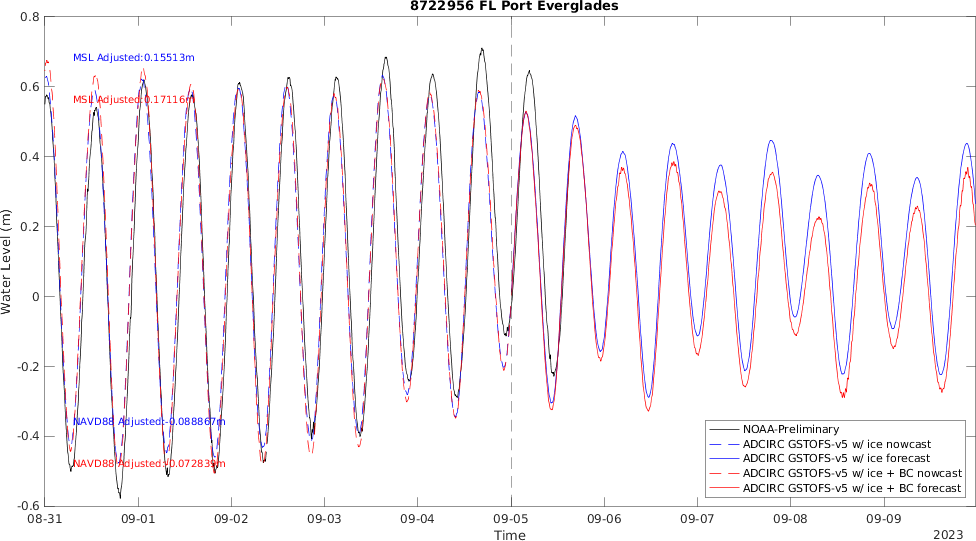 8722956 FL Port Everglades
0.8
0.6
0.4
0.2
0
-0.2
-0.4
-0.6
Water Level (m)
MSL Adjusted:0.15513m
MSL Adjusted:0.17116m
NAVD88 Adjusted:-0.088867m
NAVD88 Adjusted:-0.072839m
NOAA-Preliminary
ADCIRC GSTOFS-v5 w/ ice nowcast
ADCIRC GSTOFS-v5 w/ ice forecast
ADCIRC GSTOFS-v5 w/ ice + BC nowcast
ADCIRC GSTOFS-v5 w/ ice + BC forecast
08-31 09-01 09-02 09-03 09-04 09-05 09-06 09-07 09-08 09-09
Time
2023